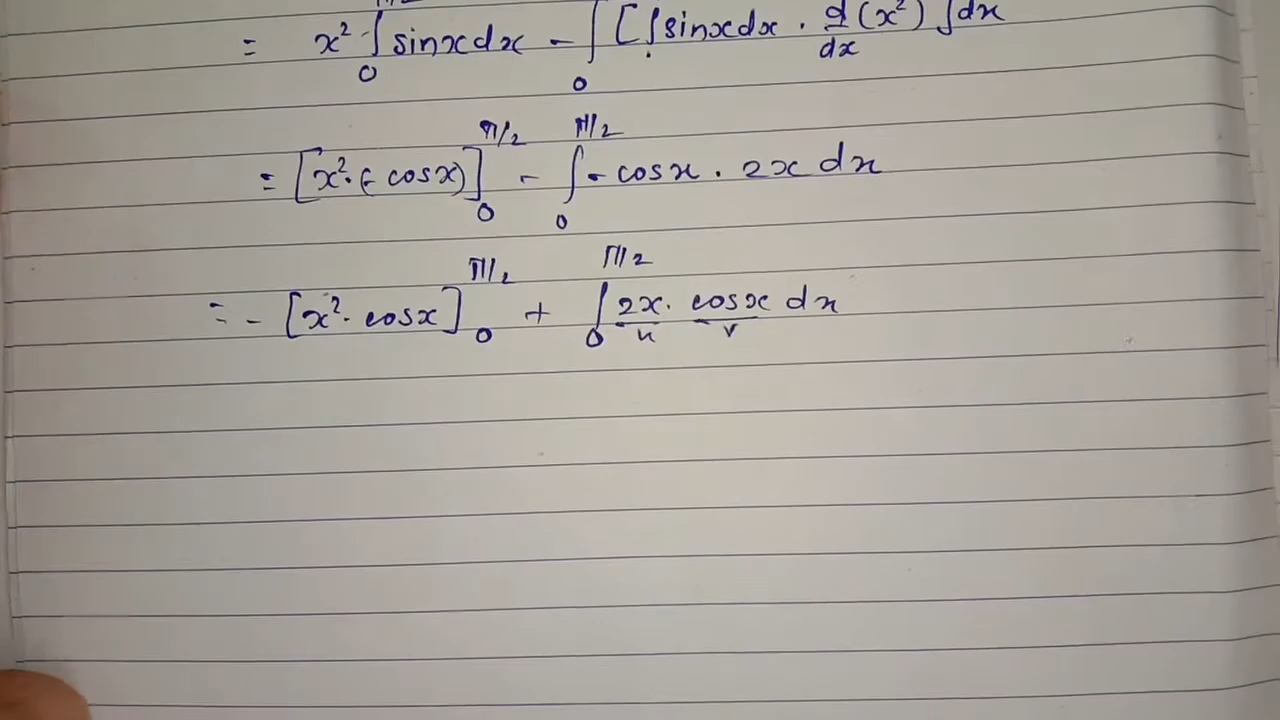 = x² ∫₀^π/2 sinx dx - ∫₀ [∫sinx dx · d/dx (x²) ∫dx
= [x²·(-cosx)]₀^π/2 - ∫₀^π/2 - cosx · 2x dx
= - [x²· cosx]₀^π/2 + ∫₀^π/2 2x · cosx dx
u v